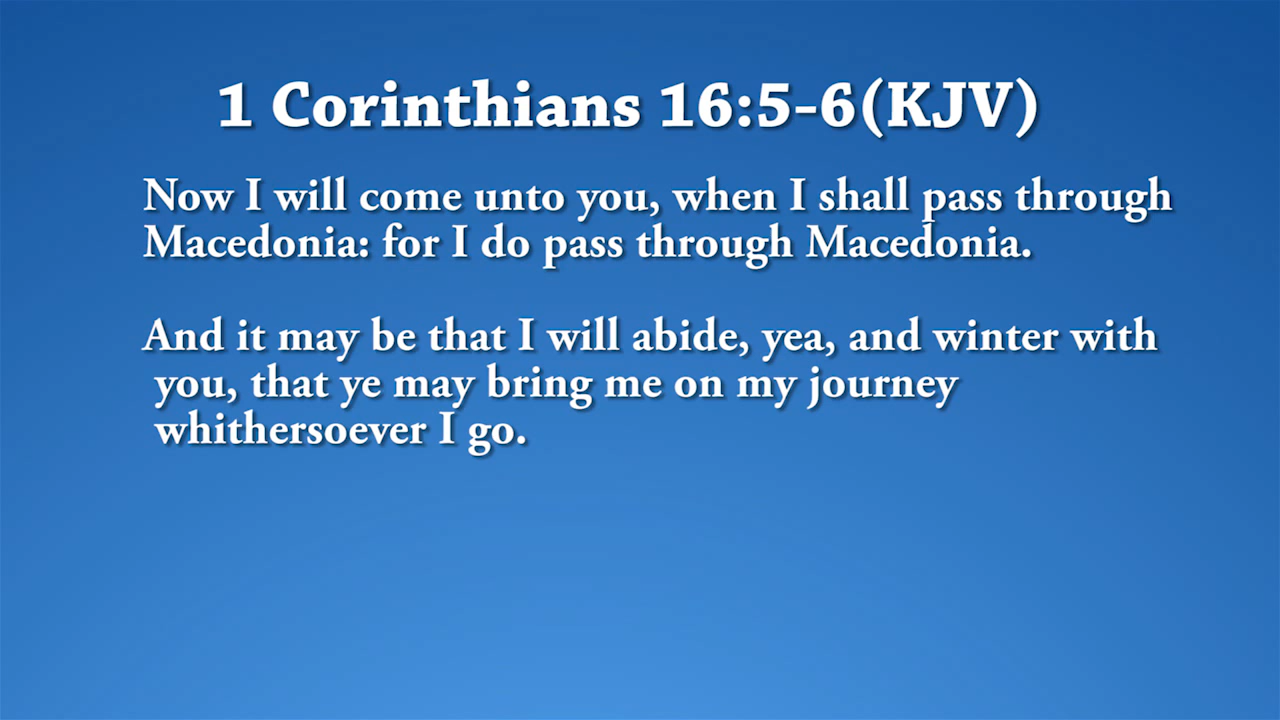 1 Corinthians 16:5-6(KJV)
Now I will come unto you, when I shall pass through
Macedonia: for I do pass through Macedonia.
And it may be that I will abide, yea, and winter with
you, that ye may bring me on my journey
whithersoever I go.